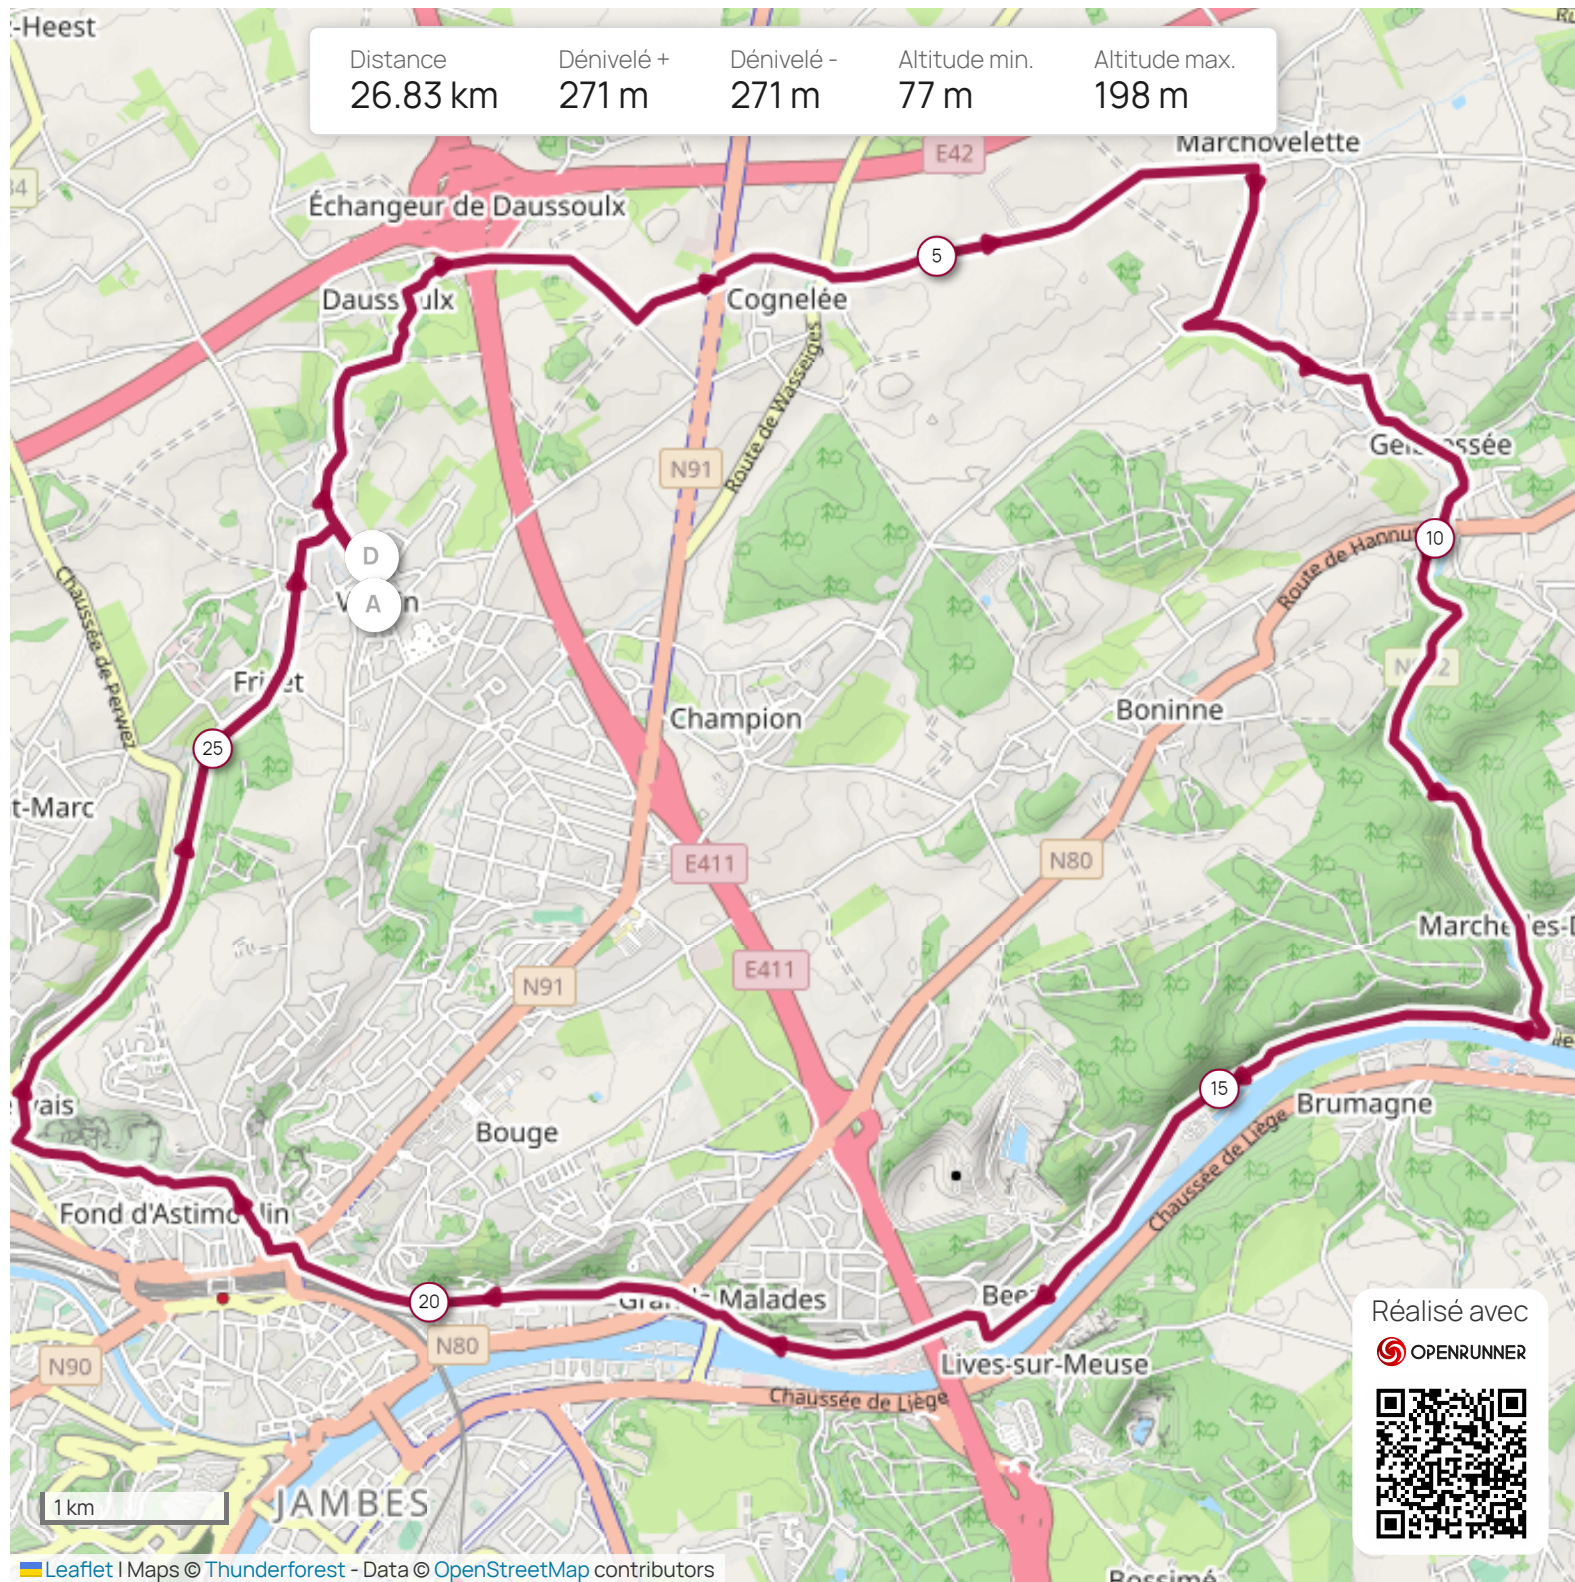 -Heest
Distance
Dénivelé +
Dénivelé -
Altitude min.
Altitude max.
26.83 km
271 m
271 m
77 m
198 m
Marchovelette
E42
Échangeur de Daussoulx
5
Cognelée
Route de Wasseiges
N91
10
Route de Hannut
D
A
Chaussée de Perwez
25
Champion
Boninne
t-Marc
E411
N80
E411
N91
15
Brumagne
Bouge
Chaussée de Liège
20
Malades
N80
N90
Lives-sur-Meuse
Chaussée de Liège
JAMBES
Réalisé avec
OPENRUNNER
1 km
Leaflet | Maps © Thunderforest - Data © OpenStreetMap contributors